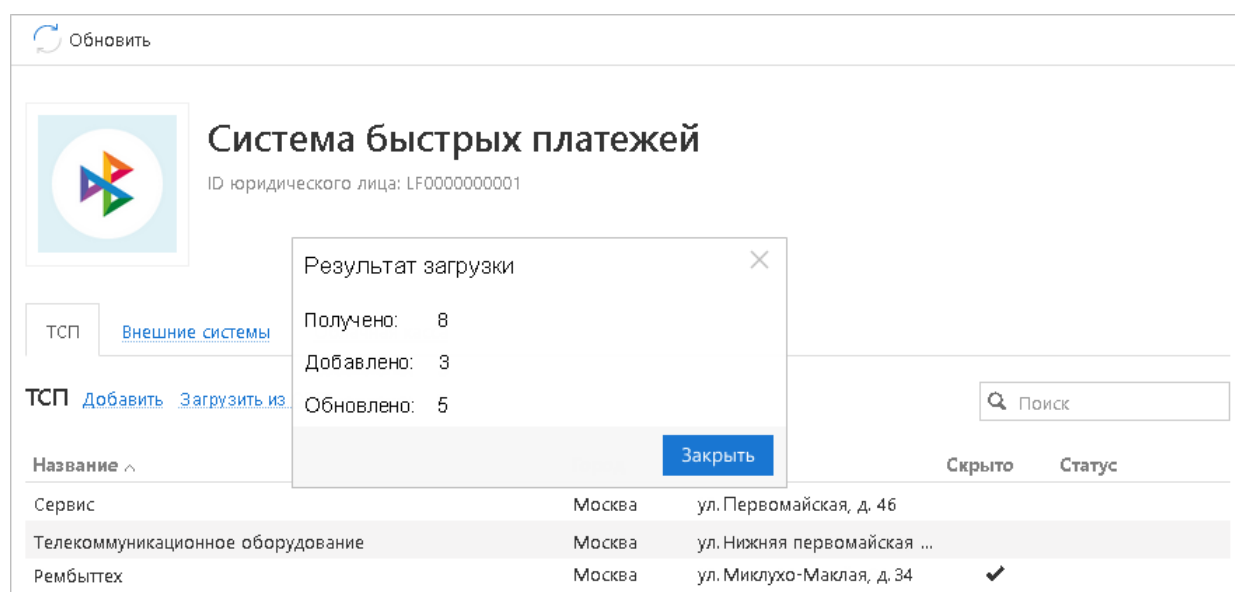 Обновить
Система быстрых платежей
ID юридического лица: LF0000000001
Результат загрузки
Получено: 8
Добавлено: 3
Обновлено: 5
Закрыть
ТСП Внешние системы
ТСП Добавить Загрузить из
Поиск
Название Скрыто Статус
Сервис Москва ул. Первомайская, д. 46
Телекоммуникационное оборудование Москва ул. Нижняя первомайская ...
Рембыттех Москва ул. Миклухо-Маклая, д. 34